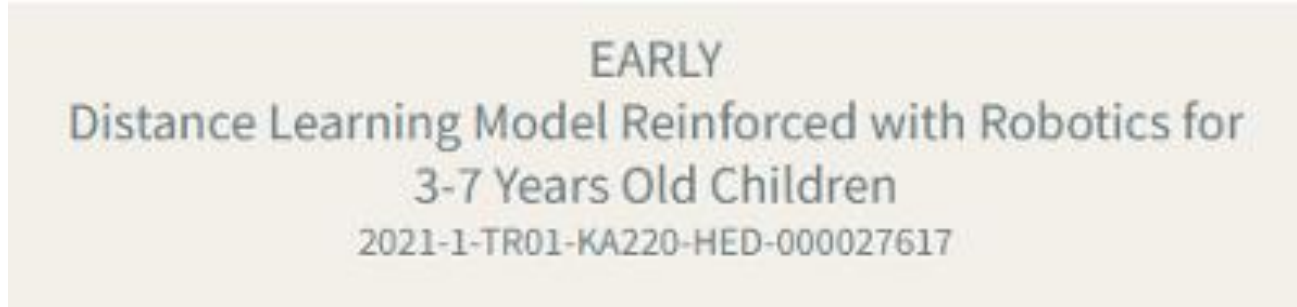 EARLY
Distance Learning Model Reinforced with Robotics for
3-7 Years Old Children
2021-1-TR01-KA220-HED-000027617